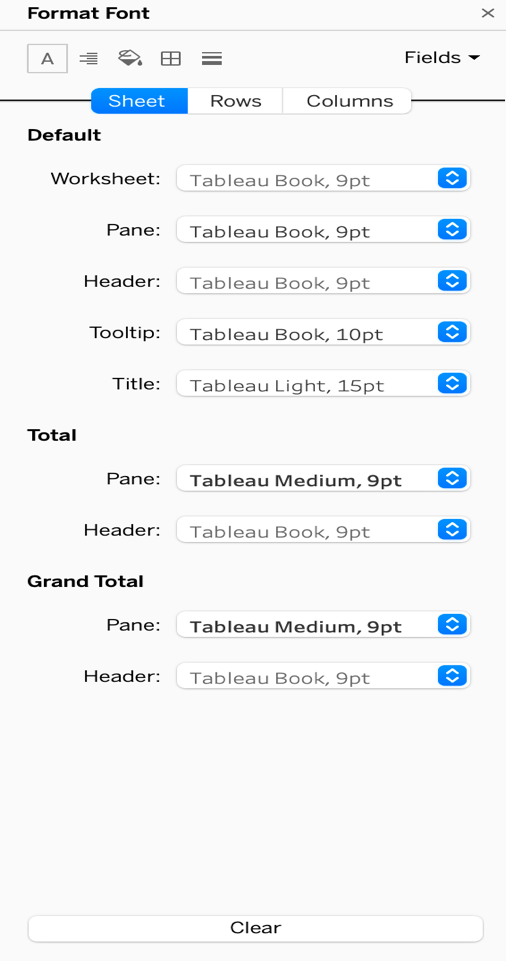 Format Font
A
Fields
Sheet Rows Columns
Default
Worksheet: Tableau Book, 9pt
Pane: Tableau Book, 9pt
Header: Tableau Book, 9pt
Tooltip: Tableau Book, 10pt
Title: Tableau Light, 15pt
Total
Pane: Tableau Medium, 9pt
Header: Tableau Book, 9pt
Grand Total
Pane: Tableau Medium, 9pt
Header: Tableau Book, 9pt
Clear